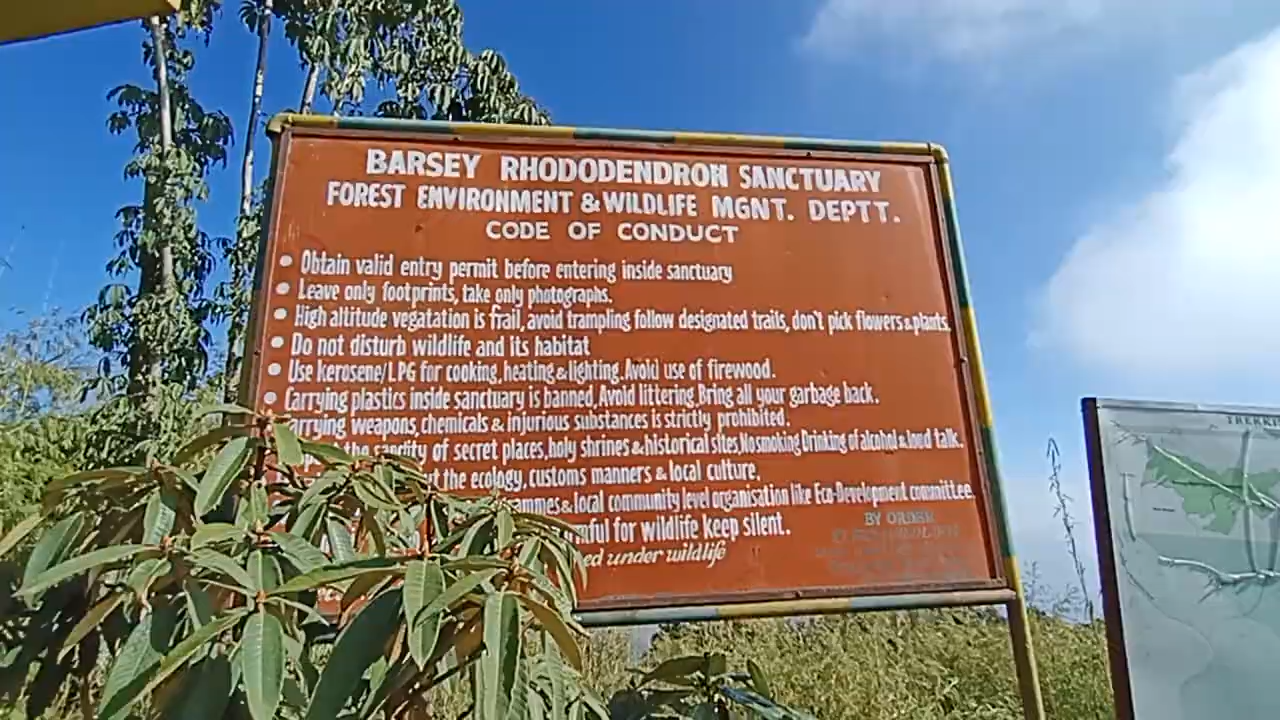 BARSEY RHODODENDRON SANCTUARY
FOREST ENVIRONMENT & WILDLIFE MGNT. DEPTT.
CODE OF CONDUCT
• Obtain valid entry permit before entering inside sanctuary
• Leave only footprints, take only photographs.
• High altitude vegatation is frail, avoid trampling follow designated trails, don't pick flowers & plants.
• Do not disturb wildlife and its habitat
• Use kerosene/LPG for cooking, heating & lighting. Avoid use of firewood.
• Carrying plastics inside sanctuary is banned, Avoid littering, Bring all your garbage back.
arrying weapons, chemicals & injurious substances is strictly prohibited.
the sanctity of secret places, holy shrines & historical sites, No smoking Drinking of alcohol & loud talk.
the ecology, customs manners & local culture.
& local community level organisation like Eco-Development committee.
for wildlife keep silent.
under wildlife
BY ORDER